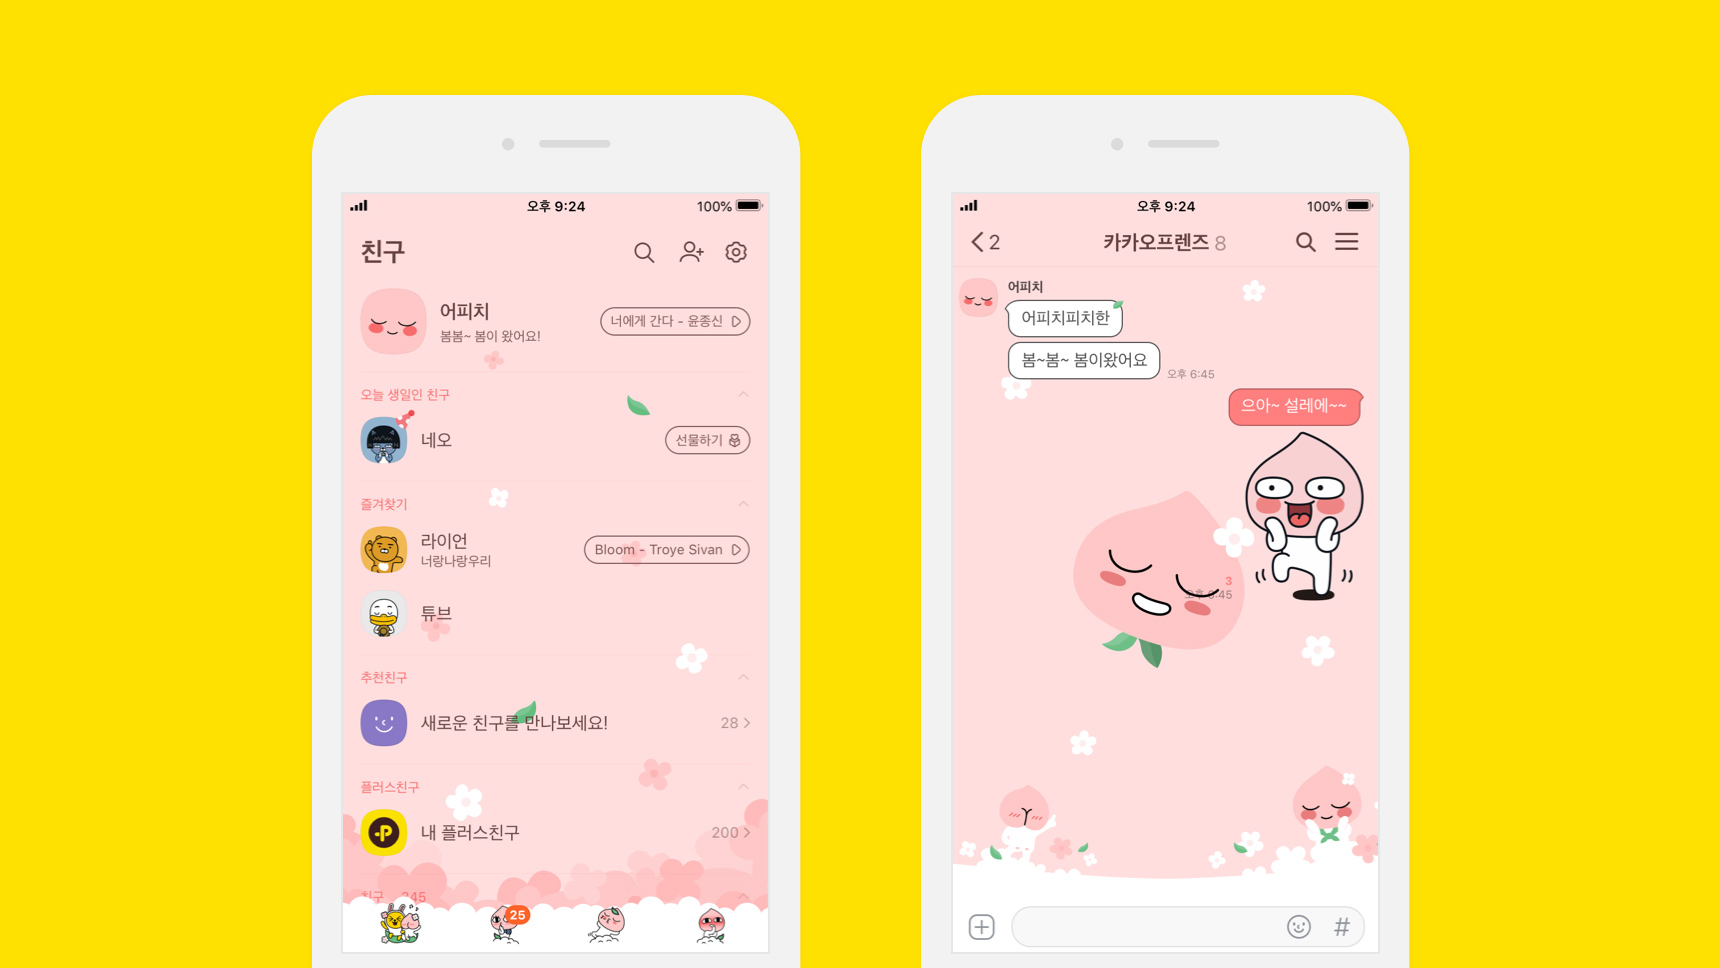 오후 9:24
100%
친구
어피치
봄봄~ 봄이 왔어요!
너에게 간다 - 윤종신
오늘 생일인 친구
네오
선물하기
즐겨찾기
라이언
너랑나랑우리
Bloom - Troye Sivan
튜브
추천친구
새로운 친구를 만나보세요!
28
플러스친구
P
내 플러스친구
200
친구 245
25
오후 9:24
100%
2
카카오프렌즈 8
어피치
어피치피치한
봄~봄~ 봄이왔어요
오후 6:45
으아~ 설레에~~
3
오후 6:45
#